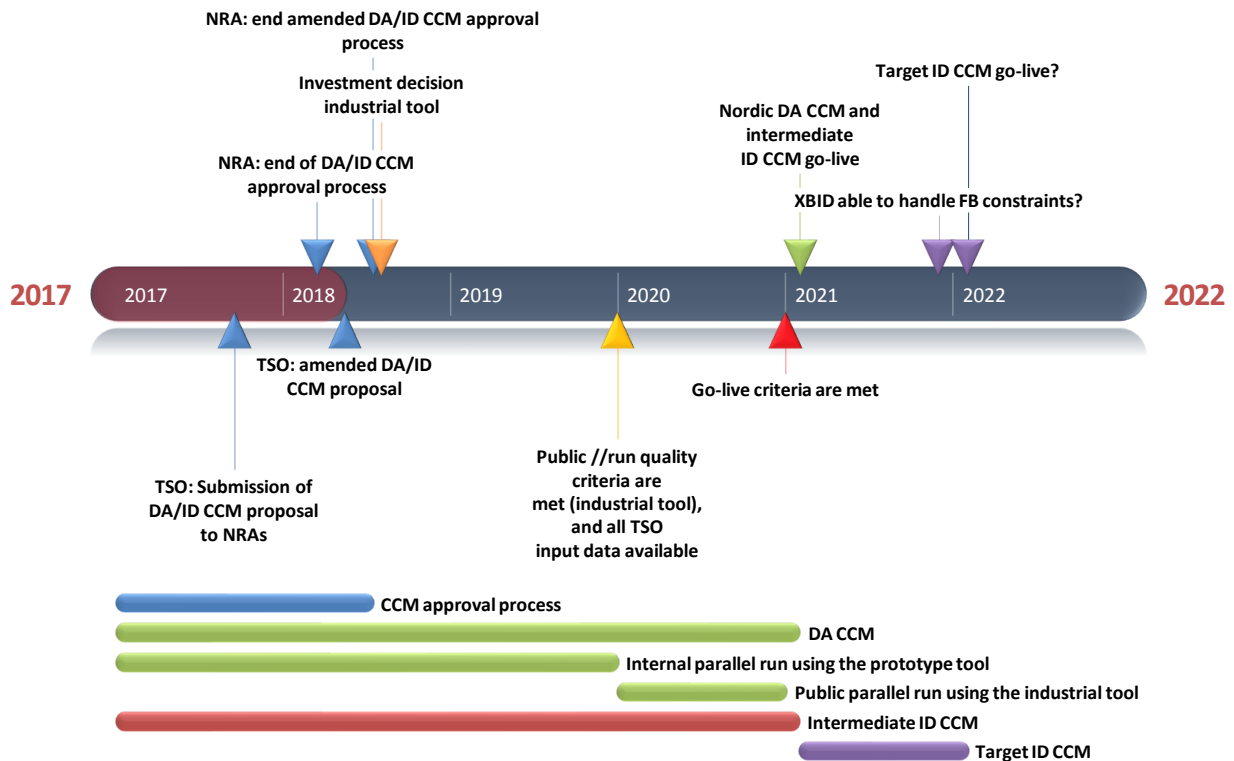 NRA: end amended DA/ID CCM approval
process
Investment decision
industrial tool
NRA: end of DA/ID CCM
approval process
Target ID CCM go-live?
Nordic DA CCM and
intermediate
ID CCM go-live
XBID able to handle FB constraints?
2017
2017
2018
2019
2020
2021
2022
2022
TSO: amended DA/ID
CCM proposal
Go-live criteria are met
TSO: Submission of
DA/ID CCM proposal
to NRAs
Public //run quality
criteria are
met (industrial tool),
and all TSO
input data available
CCM approval process
DA CCM
Internal parallel run using the prototype tool
Public parallel run using the industrial tool
Intermediate ID CCM
Target ID CCM